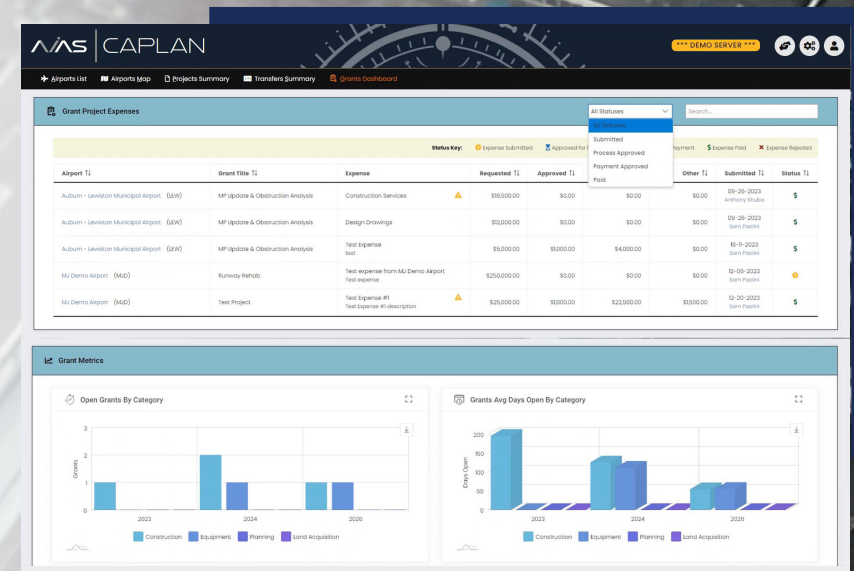 AIAS CAPLAN
*** DEMO SERVER ***
Airports List Airports Map Projects Summary Transfers Summary Grants Dashboard
Grant Project Expenses All Statuses Search...
All Statuses
Submitted
Process Approved
Payment Approved
Paid
Status Key: Expense Submitted Approved for Payment Expense Paid Expense Rejected
Airport Grant Title Expense Requested Approved Other Submitted Status
Auburn - Lewiston Municipal Airport (LEW) MP Update & Obstruction Analysis Construction Services $16,500.00 $0.00 $0.00 $0.00 09-26-2023
Anthony Shuba
Auburn - Lewiston Municipal Airport (LEW) MP Update & Obstruction Analysis Design Drawings $12,000.00 $0.00 $0.00 $0.00 09-26-2023 $
Sam Paolini
Auburn - Lewiston Municipal Airport (LEW) MP Update & Obstruction Analysis Test Expense $5,000.00 $1,000.00 $4,000.00 $0.00 10-11-2023 $
test Sam Paolini
MJ Demo Airport (MJD) Runway Rehab Test expense from MJ Demo Airport $250,000.00 $0.00 $0.00 $0.00 12-06-2023
Test expense Sam Paolini
MJ Demo Airport (MJD) Test Project Test Expense #1 $25,000.00 $1,000.00 $22,500.00 $1,500.00 12-20-2023 $
Test Expense #1 description Sam Paolini
Grant Metrics
Open Grants By Category
3
2
1
0
Grants
2023 2024 2026
Construction Equipment Planning Land Acquisition
Grants Avg Days Open By Category
200
150
100
50
0
Days Open
2023 2024 2026
Construction Equipment Planning Land Acquisition